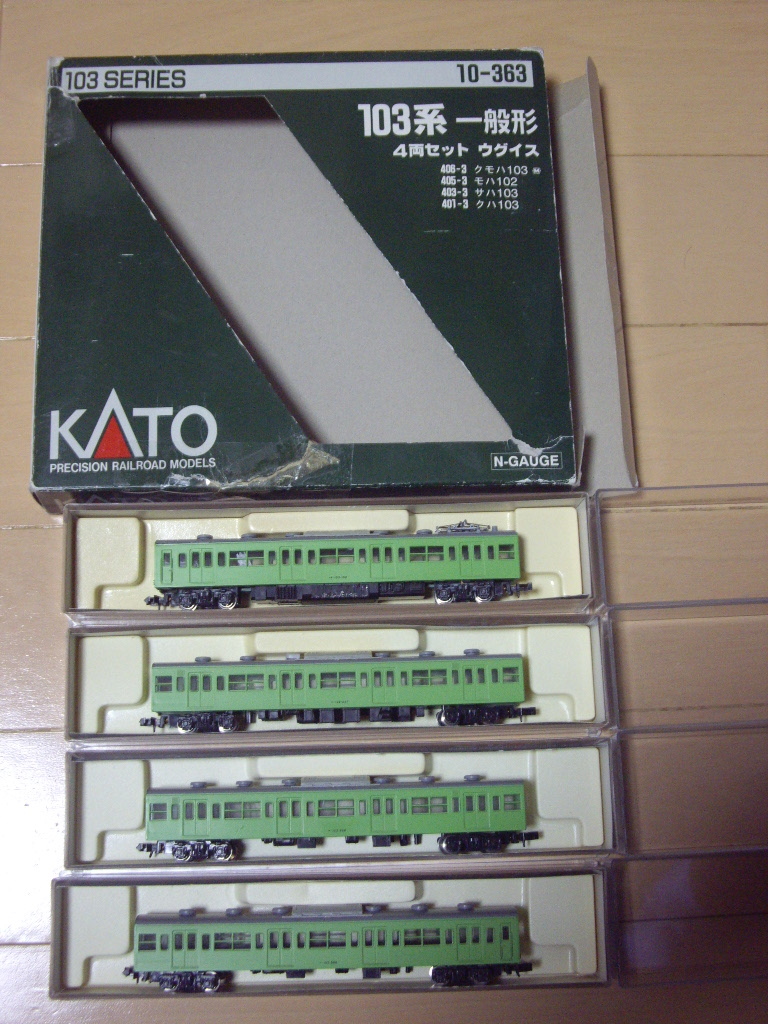 103 SERIES
10-363
103系 一般形
4両セット ウグイス
406-3 クモハ103 M
405-3 モハ102
403-3 サハ103
401-3 クハ103
KATO
PRECISION RAILROAD MODELS
N-GAUGE